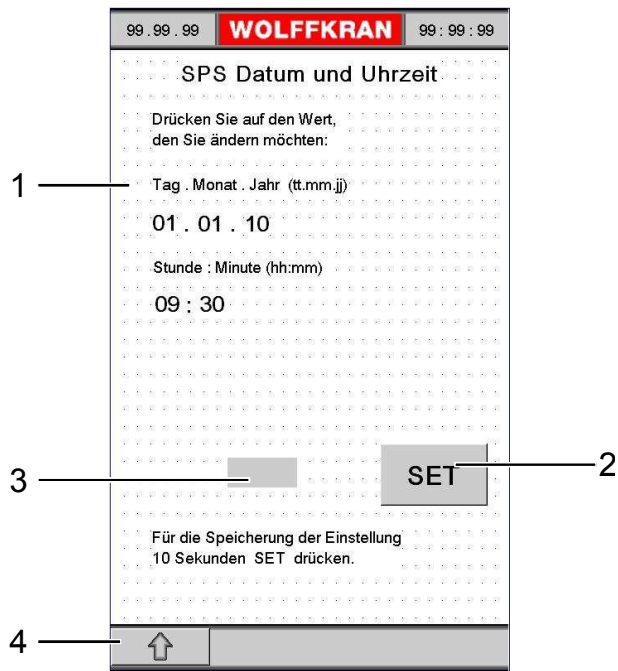 99.99.99 WOLFFKRAN 99:99:99
SPS Datum und Uhrzeit
Drücken Sie auf den Wert,
den Sie ändern möchten:
1
Tag . Monat . Jahr (tt.mm.jj)
01 . 01 . 10
Stunde : Minute (hh:mm)
09 : 30
SET
2
3
Für die Speicherung der Einstellung
10 Sekunden SET drücken.
4